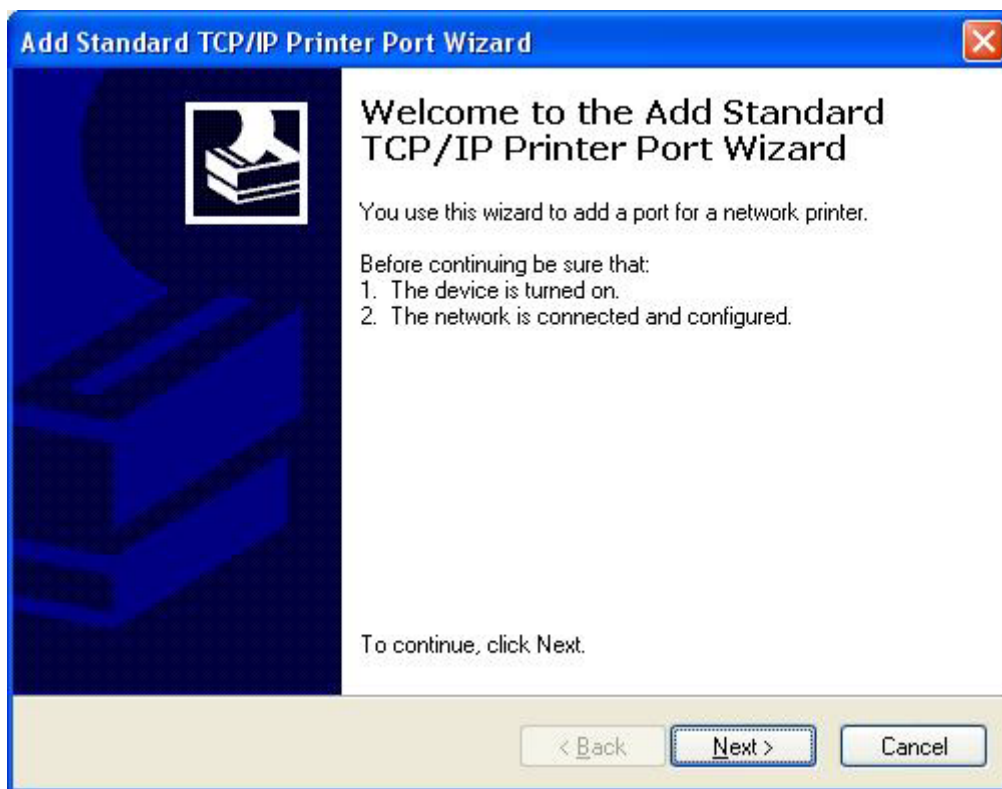 Add Standard TCP/IP Printer Port Wizard
Welcome to the Add Standard
TCP/IP Printer Port Wizard
You use this wizard to add a port for a network printer.
Before continuing be sure that:
1. The device is turned on.
2. The network is connected and configured.
To continue, click Next.
< Back
Next >
Cancel